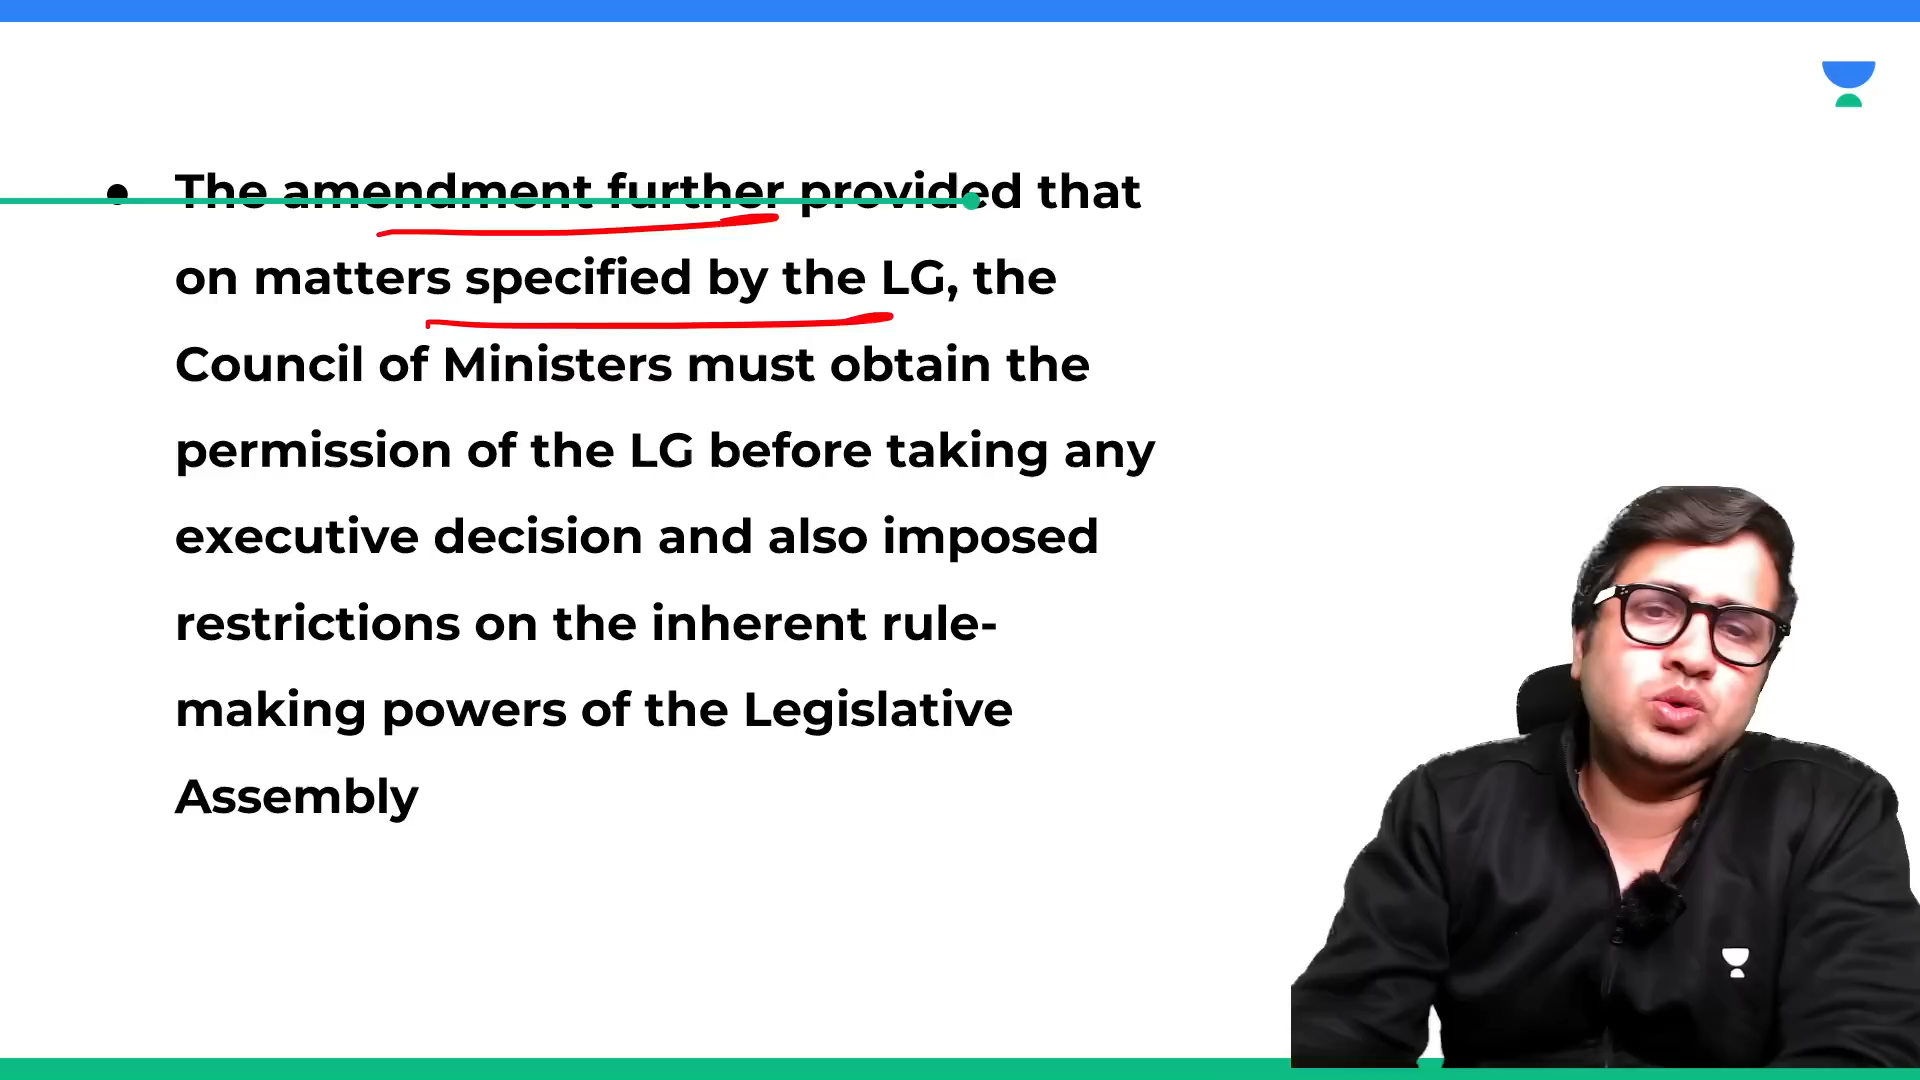 The amendment further provided that
on matters specified by the LG, the
Council of Ministers must obtain the
permission of the LG before taking any
executive decision and also imposed
restrictions on the inherent rule-
making powers of the Legislative
Assembly